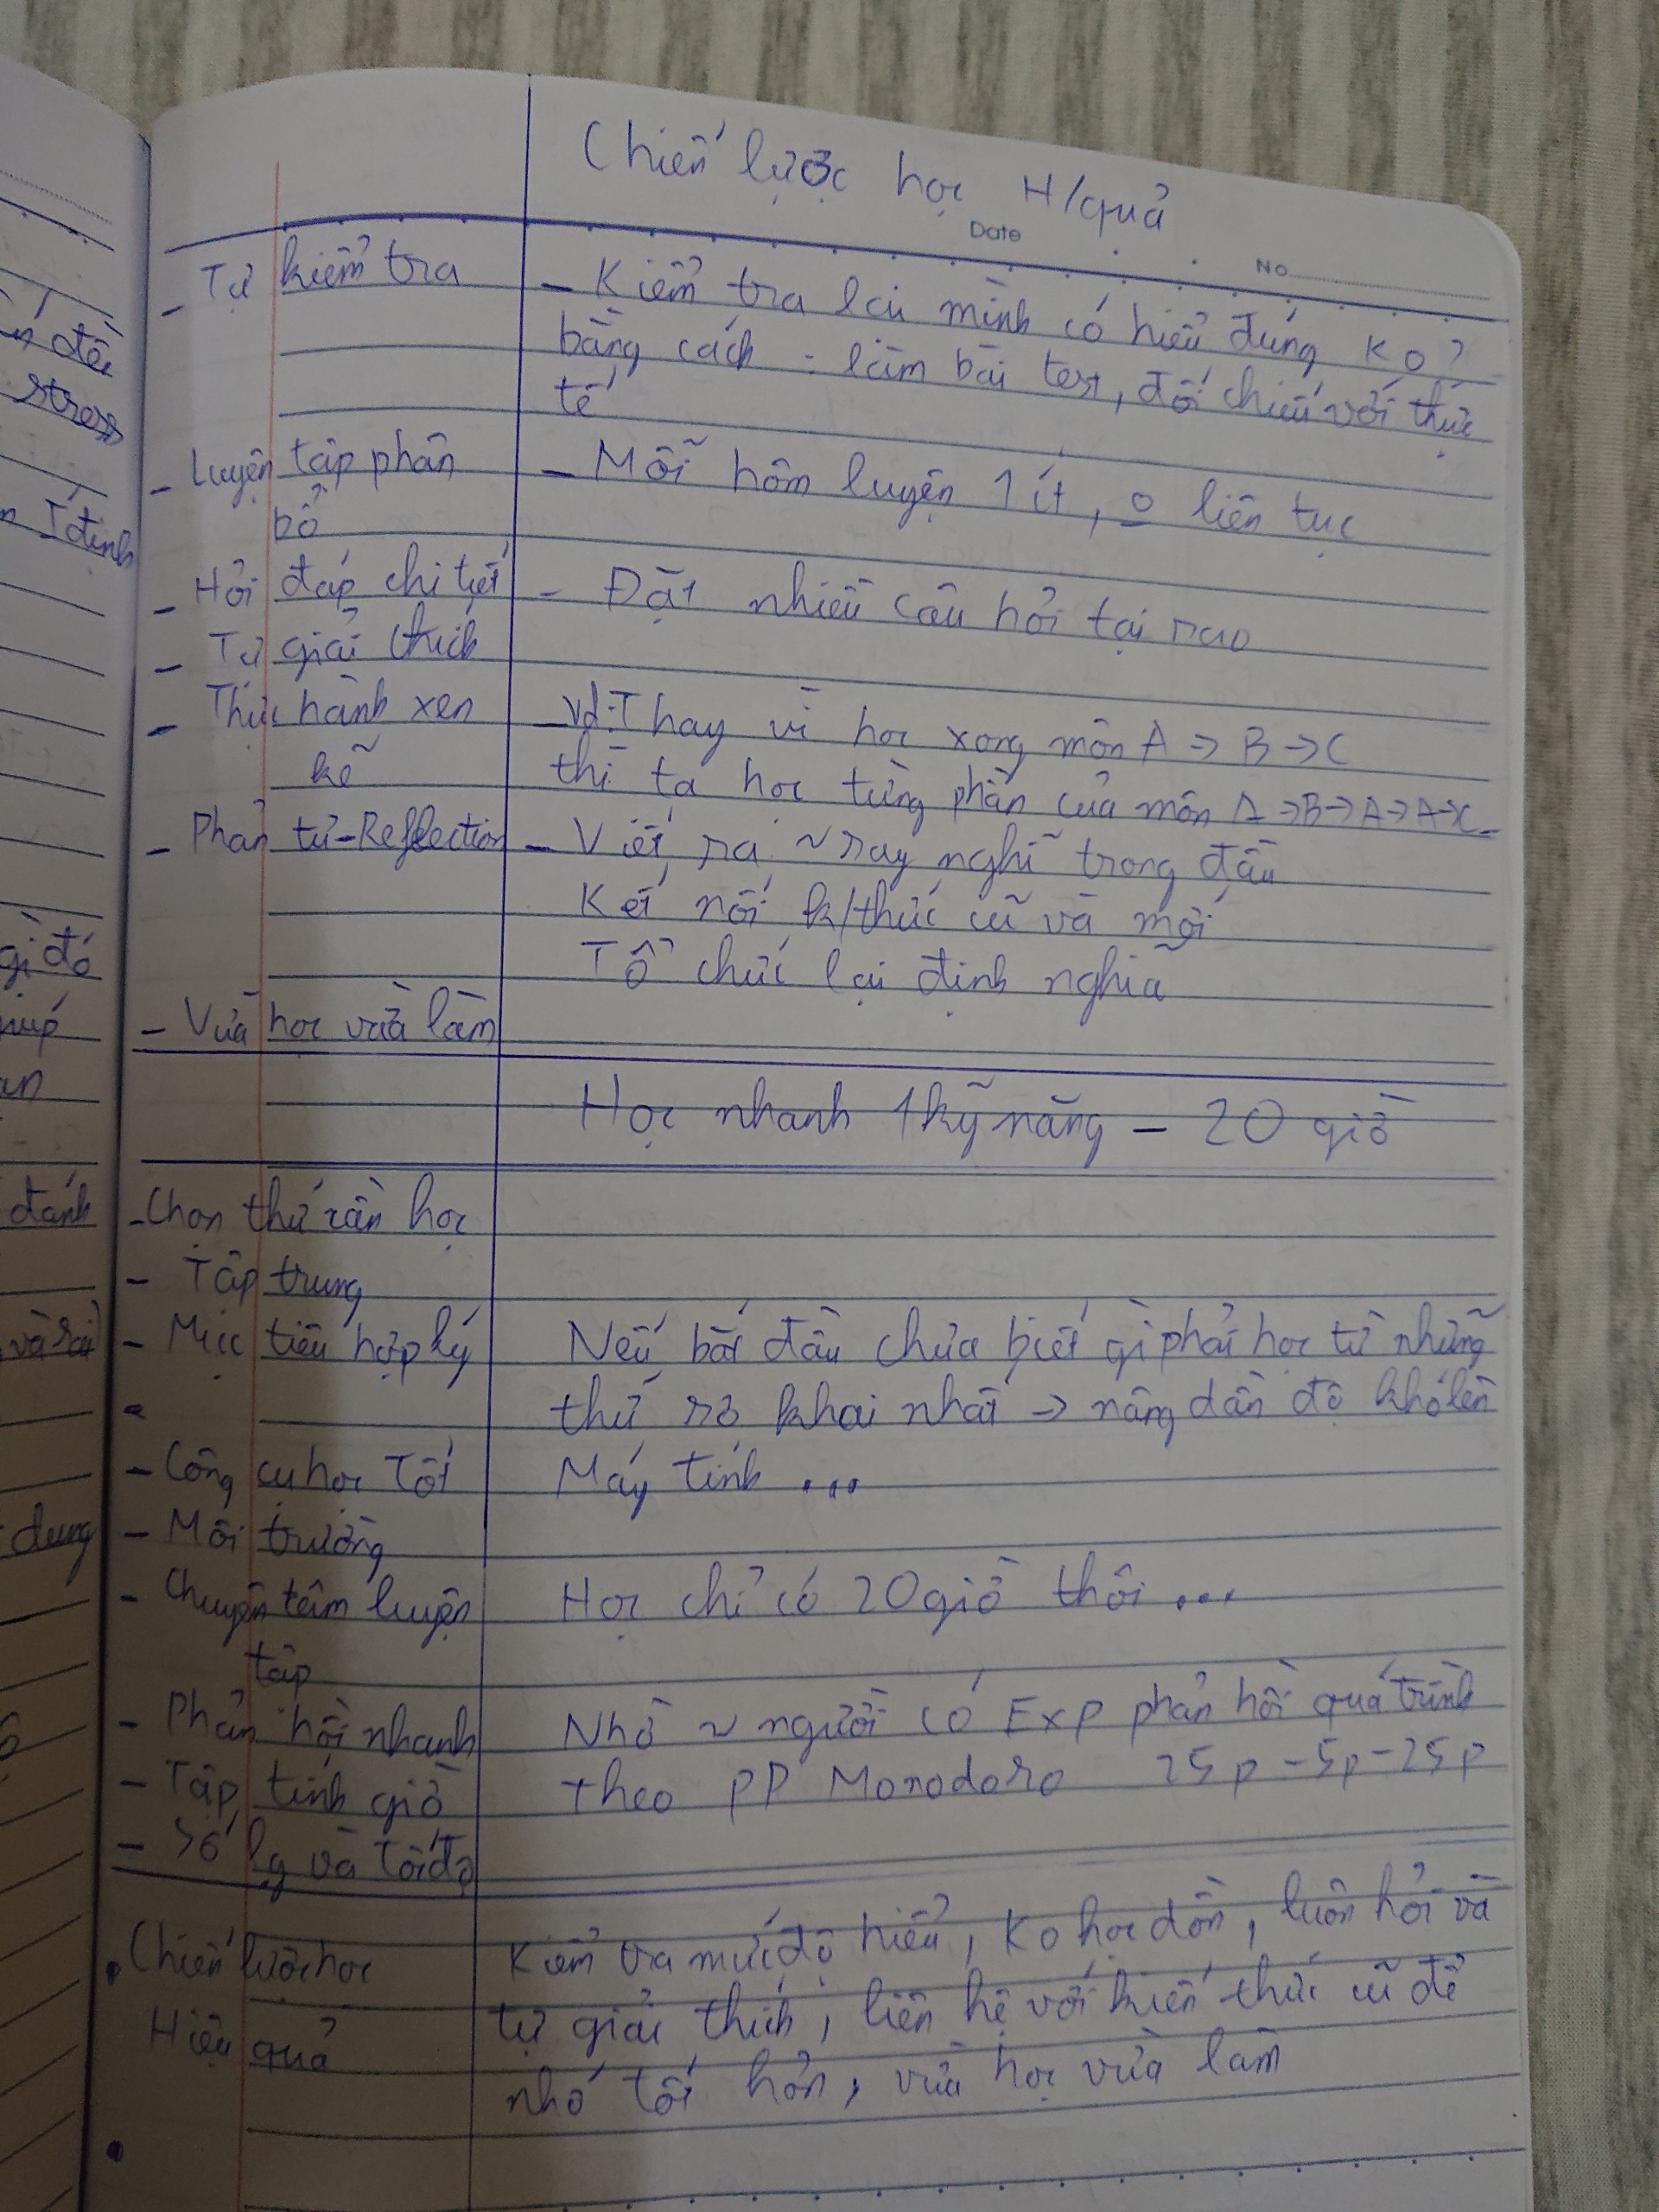 Chiến lược học H/quả
Date
No
- Tự kiểm tra
- Kiểm tra lại mình có hiểu đúng ko?
bằng cách : làm bài test, đối chiếu với thực
tế
- Luyện tập phân
bổ
- Mỗi hôm luyện 1 ít, o liên tục
- Hỏi đáp chi tiết
- Đặt nhiều câu hỏi tại sao
- Tự giải thích
- Thực hành xen
kẽ
- Vd: Thay vì học xong môn A → B → C
thì ta học từng phần của môn A → B → A → A → C
- Phản tư - Reflection
- Viết ra ~ suy nghĩ trong đầu
Kết nối k/thức cũ và mới
Tổ chức lại định nghĩa
- Vừa học vừa làm
Học nhanh 1 kỹ năng - 20 giờ
- Chọn thứ cần học
- Tập trung
- Mục tiêu hợp lý
Nếu bắt đầu chưa biết gì phải học từ những
thứ sơ khai nhất → nâng dần độ khó lên
- Công cụ học Tốt
Máy tính ...
- Môi trường
- Chuyên tâm luyện
tập
Học chỉ có 20 giờ thôi ...
- Phản hồi nhanh
Nhờ ~ người có Exp phản hồi quá trình
- Tập tính giờ
Theo PP Monodoro 25p - 5p - 25p
- Số lg và Tốc độ
• Chiến lược học
Hiệu quả
Kiểm tra mức độ hiểu, Ko học dồn, luôn hỏi và
tự giải thích, liên hệ với kiến thức cũ để
nhớ tốt hơn, vừa học vừa làm
đề
stress
định
gì đó
giúp
đánh
và rơi
dung